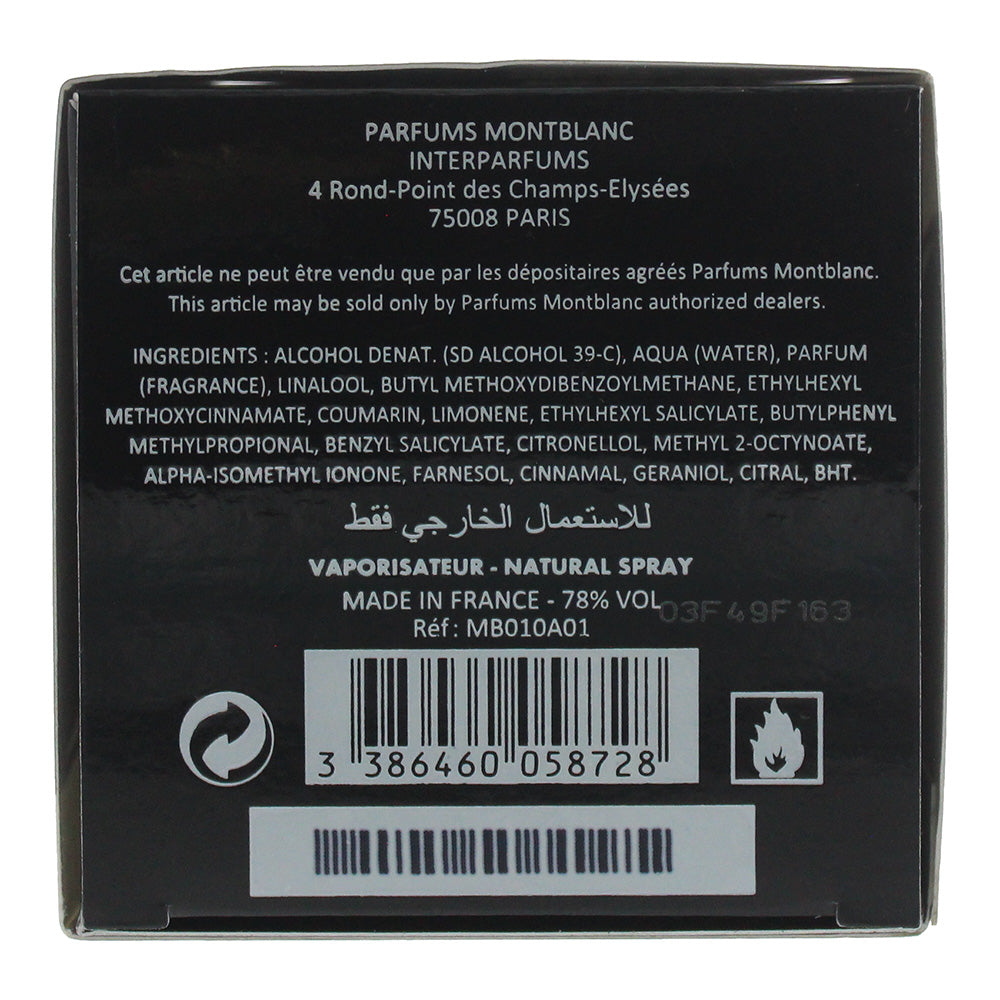 PARFUMS MONTBLANC
INTERPARFUMS
4 Rond-Point des Champs-Elysées
75008 PARIS
Cet article ne peut être vendu que par les dépositaires agréés Parfums Montblanc.
This article may be sold only by Parfums Montblanc authorized dealers.
INGREDIENTS : ALCOHOL DENAT. (SD ALCOHOL 39-C), AQUA (WATER), PARFUM
(FRAGRANCE), LINALOOL, BUTYL METHOXYDIBENZOYLMETHANE, ETHYLHEXYL
METHOXYCINNAMATE, COUMARIN, LIMONENE, ETHYLHEXYL SALICYLATE, BUTYLPHENYL
METHYLPROPIONAL, BENZYL SALICYLATE, CITRONELLOL, METHYL 2-OCTYNOATE,
ALPHA-ISOMETHYL IONONE, FARNESOL, CINNAMAL, GERANIOL, CITRAL, BHT.
للاستعمال الخارجي فقط
VAPORISATEUR - NATURAL SPRAY
MADE IN FRANCE - 78% VOL
03F49F163
Réf : MB010A01
3 386460 058728